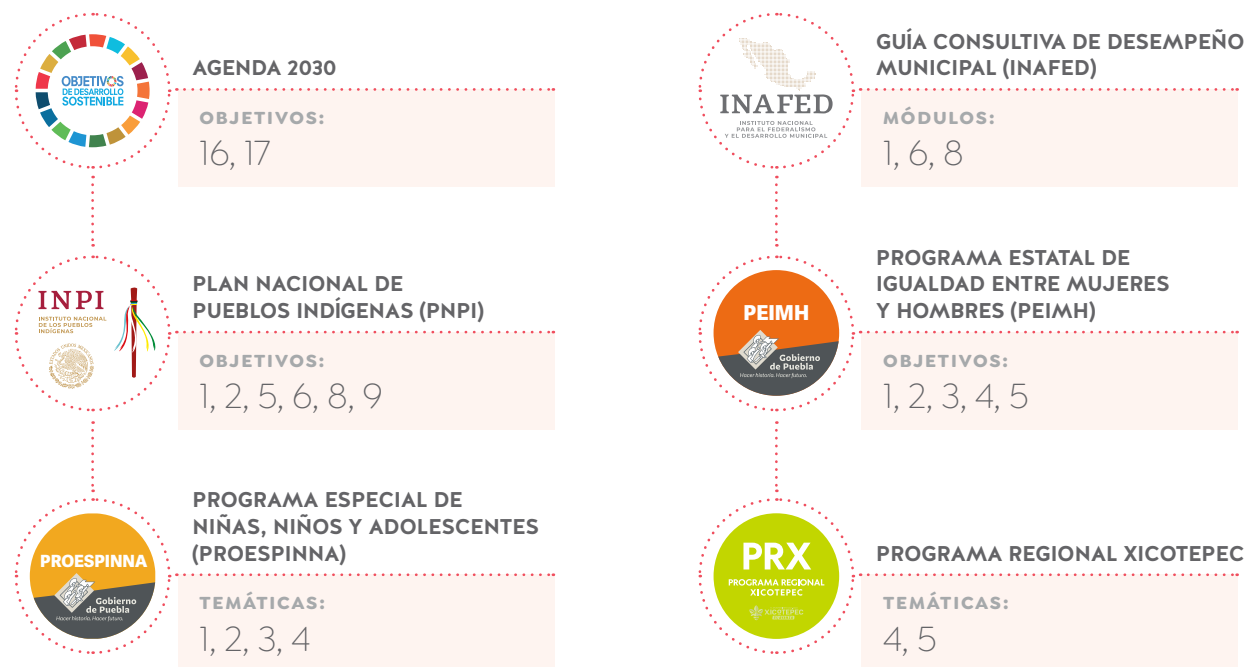 OBJETIVOS
DE DESARROLLO
SOSTENIBLE
AGENDA 2030
OBJETIVOS:
16, 17
INPI
INSTITUTO NACIONAL
DE LOS PUEBLOS
INDÍGENAS
ESTADOS UNIDOS MEXICANOS
PLAN NACIONAL DE
PUEBLOS INDÍGENAS (PNPI)
OBJETIVOS:
1, 2, 5, 6, 8, 9
PROESPINNA
Gobierno
de Puebla
Hacer historia. Hacer futuro.
PROGRAMA ESPECIAL DE
NIÑAS, NIÑOS Y ADOLESCENTES
(PROESPINNA)
TEMÁTICAS:
1, 2, 3, 4
INAFED
INSTITUTO NACIONAL
PARA EL FEDERALISMO
Y EL DESARROLLO MUNICIPAL
GUÍA CONSULTIVA DE DESEMPEÑO
MUNICIPAL (INAFED)
MÓDULOS:
1, 6, 8
PEIMH
Gobierno
de Puebla
Hacer historia. Hacer futuro.
PROGRAMA ESTATAL DE
IGUALDAD ENTRE MUJERES
Y HOMBRES (PEIMH)
OBJETIVOS:
1, 2, 3, 4, 5
PRX
PROGRAMA REGIONAL
XICOTEPEC
XICOTEPEC
PROGRAMA REGIONAL XICOTEPEC
TEMÁTICAS:
4, 5